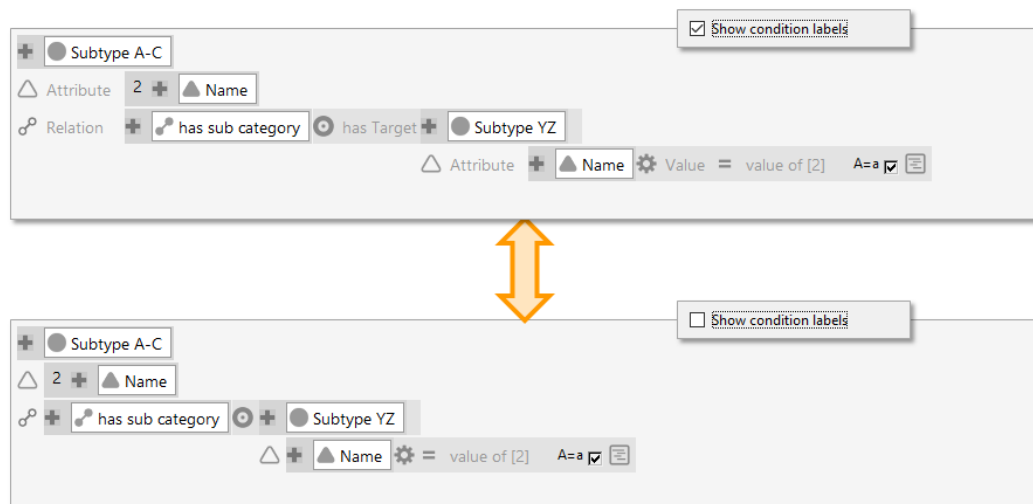 Show condition labels
Subtype A-C
Attribute 2 Name
Relation has sub category has Target Subtype YZ
Attribute Name Value = value of [2] A=a
Show condition labels
Subtype A-C
2 Name
has sub category Subtype YZ
Name = value of [2] A=a